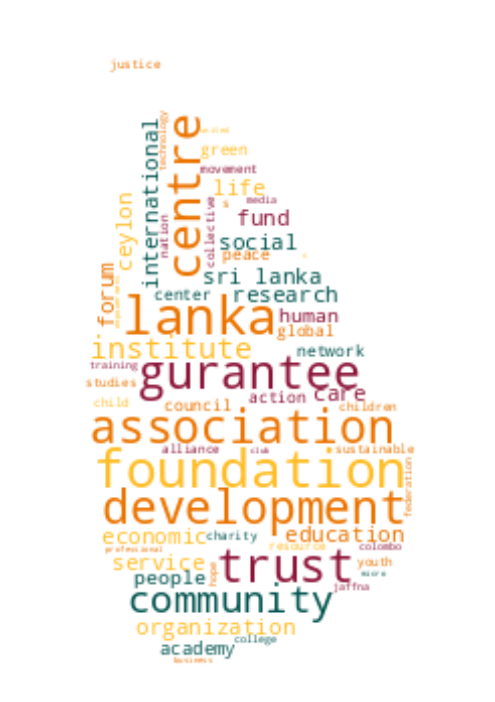 justice
international
technology
centre
united
green
movement
life
ceylon
nation
collective
s
media
fund
social
peace
forum
sri lanka
center
research
lanka
human
global
institute
network
training
gurantee
studies
action
care
child
council
children
association
alliance
club
sustainable
foundation
federation
development
economic
charity
education
professional
resource
colombo
service
hope
trust
youth
people
micro
jaffna
community
organization
college
academy
business